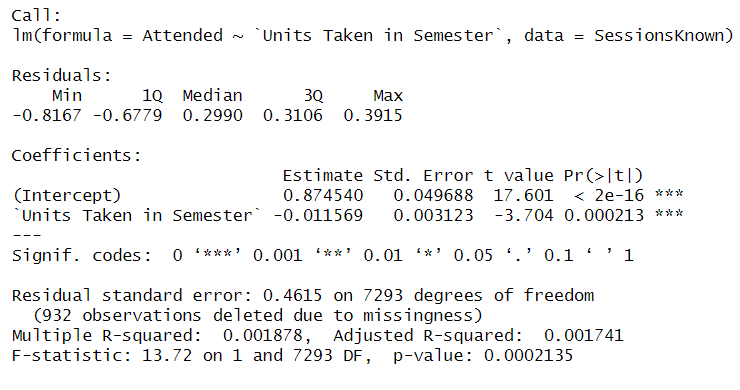 Call:
lm(formula = Attended ~ `Units Taken in Semester`, data = SessionsKnown)
Residuals:
    Min      1Q  Median      3Q     Max
-0.8167 -0.6779  0.2990  0.3106  0.3915
Coefficients:
                           Estimate Std. Error t value Pr(>|t|)
(Intercept)                0.874540   0.049688  17.601  < 2e-16 ***
`Units Taken in Semester` -0.011569   0.003123  -3.704 0.000213 ***
---
Signif. codes:  0 ‘***’ 0.001 ‘**’ 0.01 ‘*’ 0.05 ‘.’ 0.1 ‘ ’ 1
Residual standard error: 0.4615 on 7293 degrees of freedom
  (932 observations deleted due to missingness)
Multiple R-squared:  0.001878,  Adjusted R-squared:  0.001741
F-statistic: 13.72 on 1 and 7293 DF,  p-value: 0.0002135